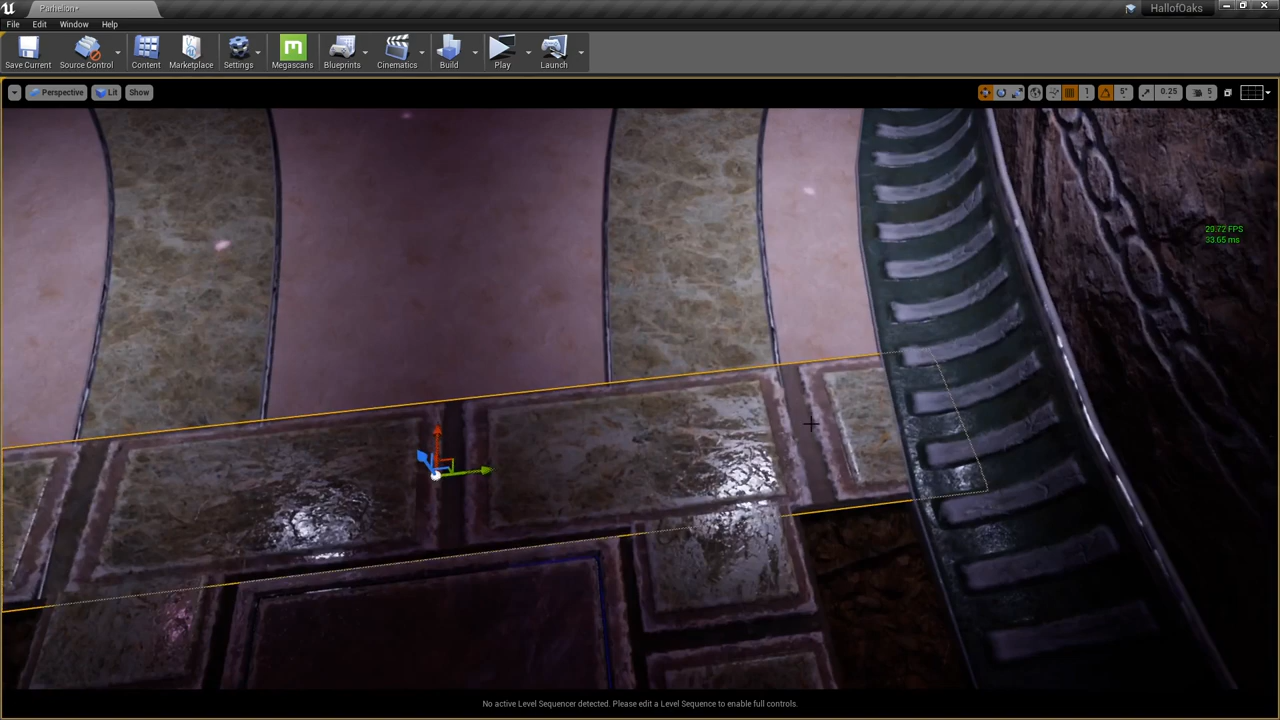 Parhelion*
HallofOaks
File Edit Window Help
Save Current Source Control Content Marketplace Settings Megascans Blueprints Cinematics Build Play Launch
Perspective Lit Show 1 5° 0.25 5
29.72 FPS
33.65 ms
No active Level Sequencer detected. Please edit a Level Sequence to enable full controls.